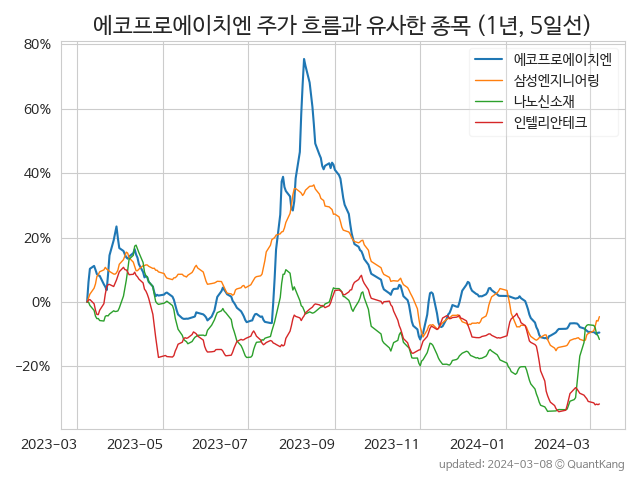 에코프로에이치엔 주가 흐름과 유사한 종목 (1년, 5일선)
80%
60%
40%
20%
0%
−20%
에코프로에이치엔
삼성엔지니어링
나노신소재
인텔리안테크
2023-03
2023-05
2023-07
2023-09
2023-11
2024-01
2024-03
updated: 2024-03-08 ⓒ QuantKang